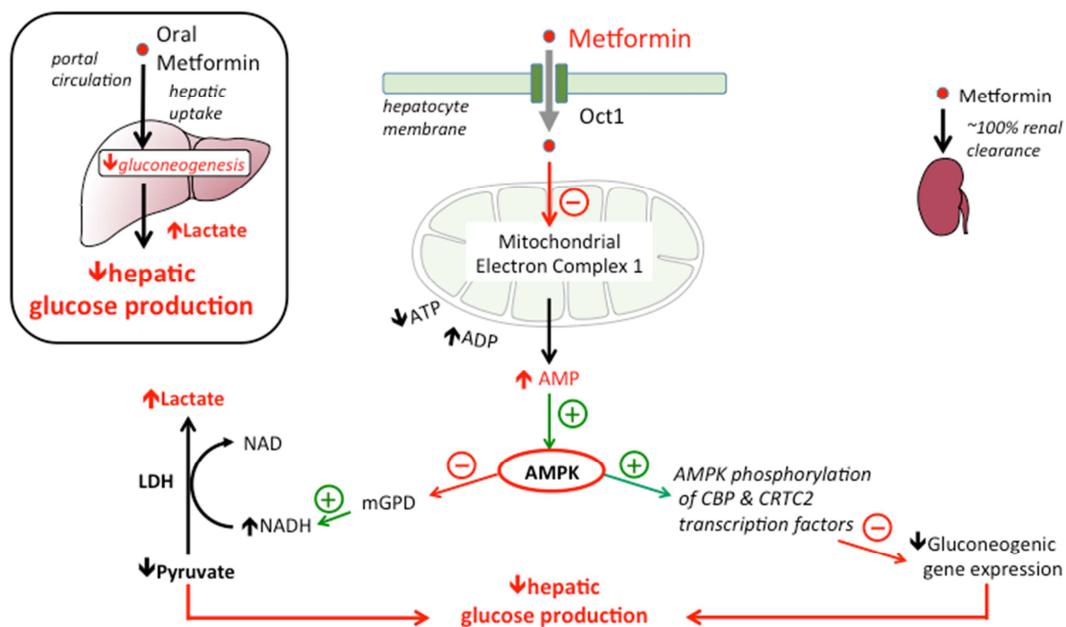 Oral
Metformin
portal
circulation
hepatic
uptake
gluconeogenesis
Lactate
hepatic
glucose production
Metformin
hepatocyte
membrane
Oct1
Mitochondrial
Electron Complex 1
ATP
ADP
AMP
AMPK
Metformin
~100% renal
clearance
Lactate
NAD
LDH
NADH
Pyruvate
mGPD
AMPK phosphorylation
of CBP & CRTC2
transcription factors
Gluconeogenic
gene expression
hepatic
glucose production